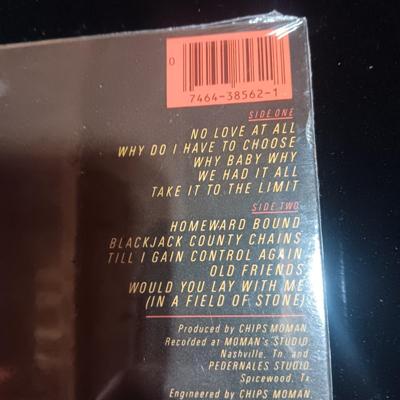 0
7464-38562-1
SIDE ONE
NO LOVE AT ALL
WHY DO I HAVE TO CHOOSE
WHY BABY WHY
WE HAD IT ALL
TAKE IT TO THE LIMIT
SIDE TWO
HOMEWARD BOUND
BLACKJACK COUNTY CHAINS
TILL I GAIN CONTROL AGAIN
OLD FRIENDS
WOULD YOU LAY WITH ME
(IN A FIELD OF STONE)
Produced by CHIPS MOMAN.
Recorded at MOMAN's STUDIO,
Nashville, Tn. and
PEDERNALES STUDIO,
Spicewood, Tx.
Engineered by CHIPS MOMAN,